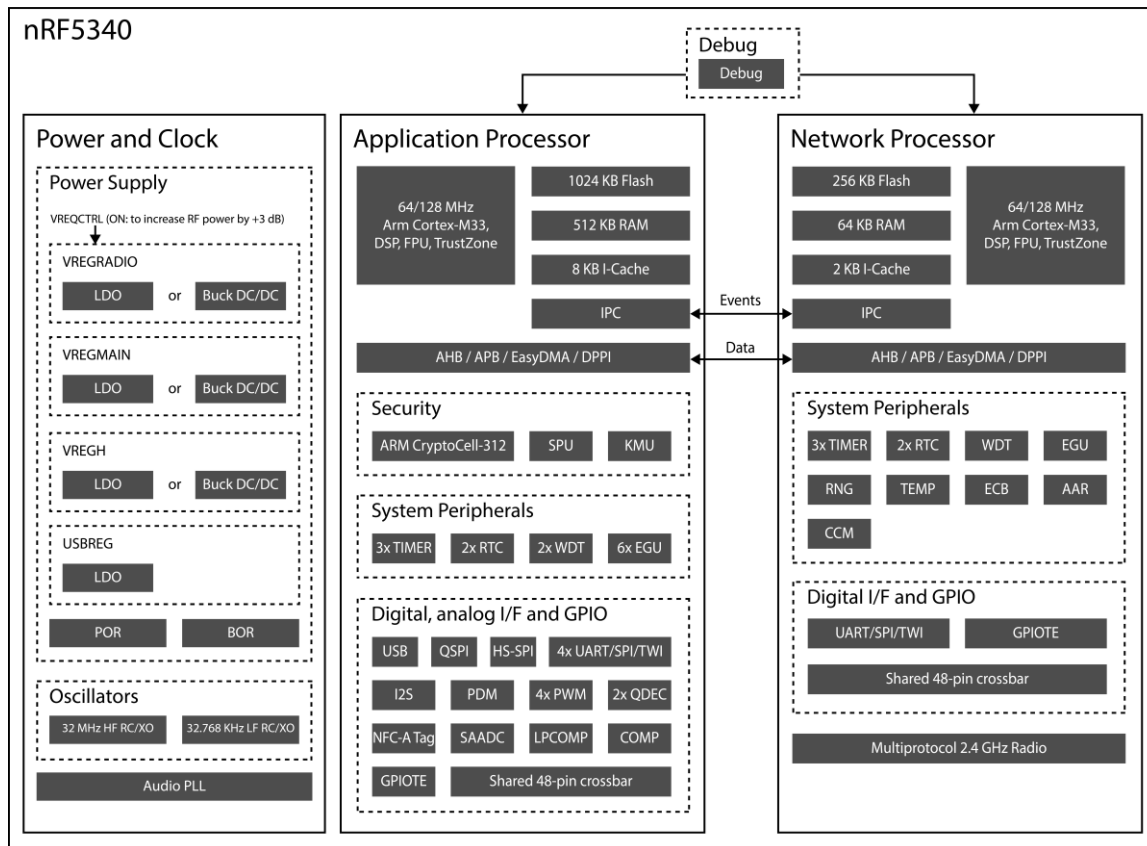 nRF5340
Debug
Debug
Power and Clock
Power Supply
VREQCTRL (ON: to increase RF power by +3 dB)
VREGRADIO
LDO or Buck DC/DC
VREGMAIN
LDO or Buck DC/DC
VREGH
LDO or Buck DC/DC
USBREG
LDO
POR BOR
Oscillators
32 MHz HF RC/XO 32.768 KHz LF RC/XO
Audio PLL
Application Processor
64/128 MHz
Arm Cortex-M33,
DSP, FPU, TrustZone
1024 KB Flash
512 KB RAM
8 KB I-Cache
IPC
AHB / APB / EasyDMA / DPPI
Security
ARM CryptoCell-312 SPU KMU
System Peripherals
3x TIMER 2x RTC 2x WDT 6x EGU
Digital, analog I/F and GPIO
USB QSPI HS-SPI 4x UART/SPI/TWI
I2S PDM 4x PWM 2x QDEC
NFC-A Tag SAADC LPCOMP COMP
GPIOTE Shared 48-pin crossbar
Events
Data
Network Processor
256 KB Flash
64 KB RAM
2 KB I-Cache
IPC
64/128 MHz
Arm Cortex-M33,
DSP, FPU, TrustZone
AHB / APB / EasyDMA / DPPI
System Peripherals
3x TIMER 2x RTC WDT EGU
RNG TEMP ECB AAR
CCM
Digital I/F and GPIO
UART/SPI/TWI GPIOTE
Shared 48-pin crossbar
Multiprotocol 2.4 GHz Radio